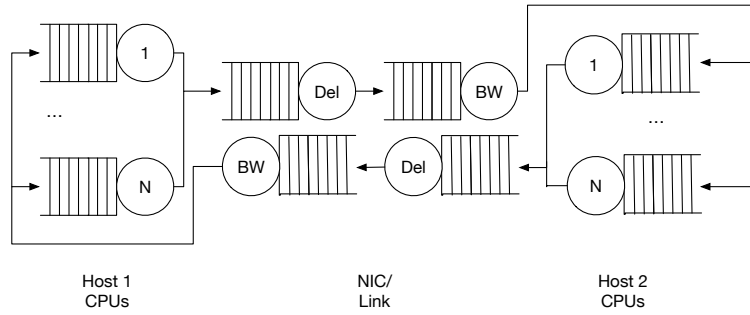 1
Del
BW
1
...
...
N
BW
Del
N
Host 1
CPUs
NIC/
Link
Host 2
CPUs